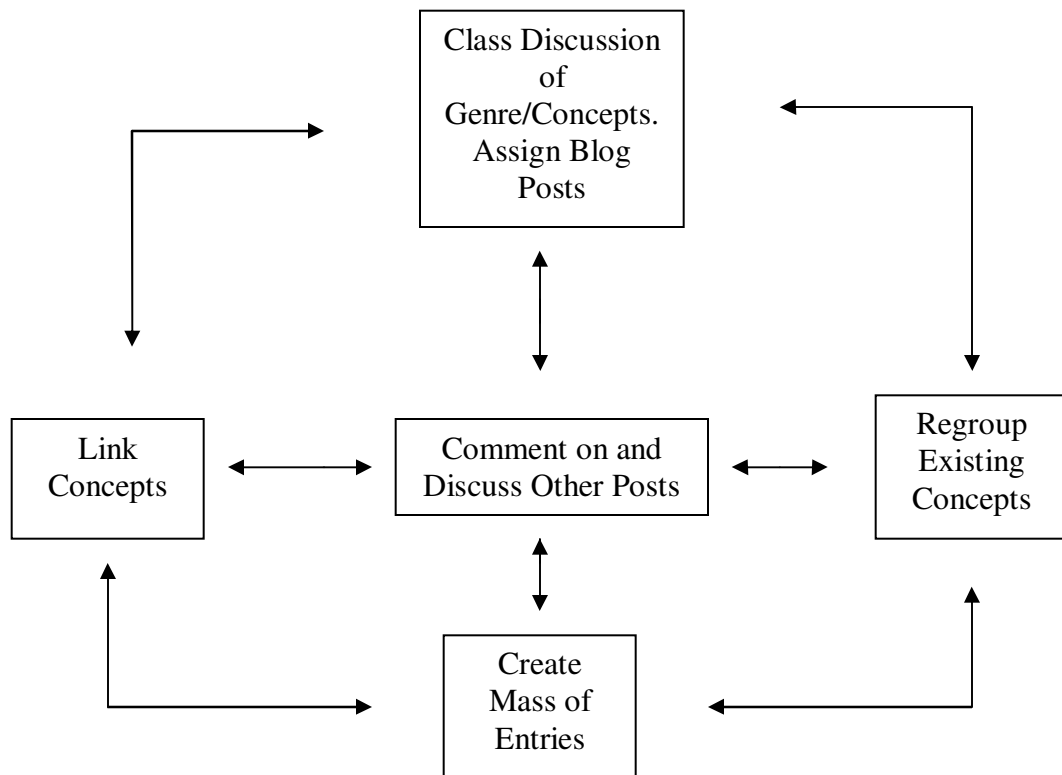 Class Discussion
of
Genre/Concepts.
Assign Blog
Posts
Link
Concepts
Comment on and
Discuss Other Posts
Regroup
Existing
Concepts
Create
Mass of
Entries